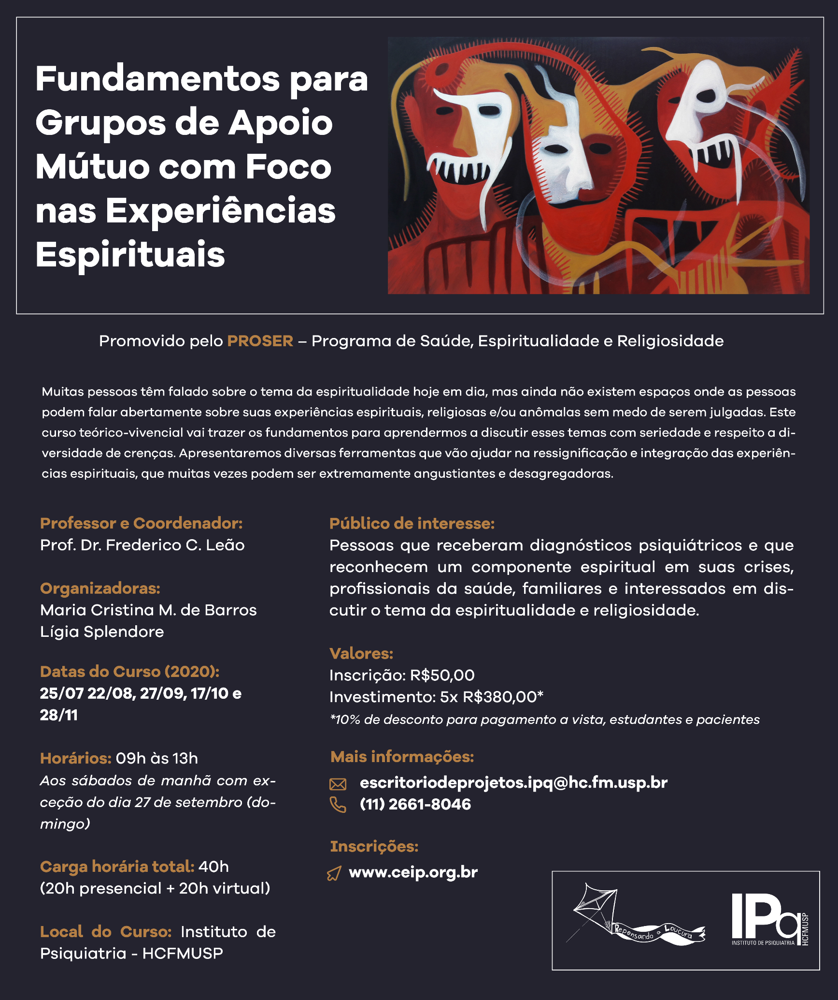 Fundamentos para
Grupos de Apoio
Mútuo com Foco
nas Experiências
Espirituais
Promovido pelo PROSER – Programa de Saúde, Espiritualidade e Religiosidade
Muitas pessoas têm falado sobre o tema da espiritualidade hoje em dia, mas ainda não existem espaços onde as pessoas
podem falar abertamente sobre suas experiências espirituais, religiosas e/ou anômalas sem medo de serem julgadas. Este
curso teórico-vivencial vai trazer os fundamentos para aprendermos a discutir esses temas com seriedade e respeito a di-
versidade de crenças. Apresentaremos diversas ferramentas que vão ajudar na ressignificação e integração das experiên-
cias espirituais, que muitas vezes podem ser extremamente angustiantes e desagregadoras.
Professor e Coordenador:
Prof. Dr. Frederico C. Leão
Organizadoras:
Maria Cristina M. de Barros
Lígia Splendore
Datas do Curso (2020):
25/07 22/08, 27/09, 17/10 e
28/11
Horários: 09h às 13h
Aos sábados de manhã com ex-
ceção do dia 27 de setembro (do-
mingo)
Carga horária total: 40h
(20h presencial + 20h virtual)
Local do Curso: Instituto de
Psiquiatria - HCFMUSP
Público de interesse:
Pessoas que receberam diagnósticos psiquiátricos e que
reconhecem um componente espiritual em suas crises,
profissionais da saúde, familiares e interessados em dis-
cutir o tema da espiritualidade e religiosidade.
Valores:
Inscrição: R$50,00
Investimento: 5x R$380,00*
*10% de desconto para pagamento a vista, estudantes e pacientes
Mais informações:
escritoriodeprojetos.ipq@hc.fm.usp.br
(11) 2661-8046
Inscrições:
www.ceip.org.br
Repensando a Loucura
IPq
INSTITUTO DE PSIQUIATRIA
HCFMUSP